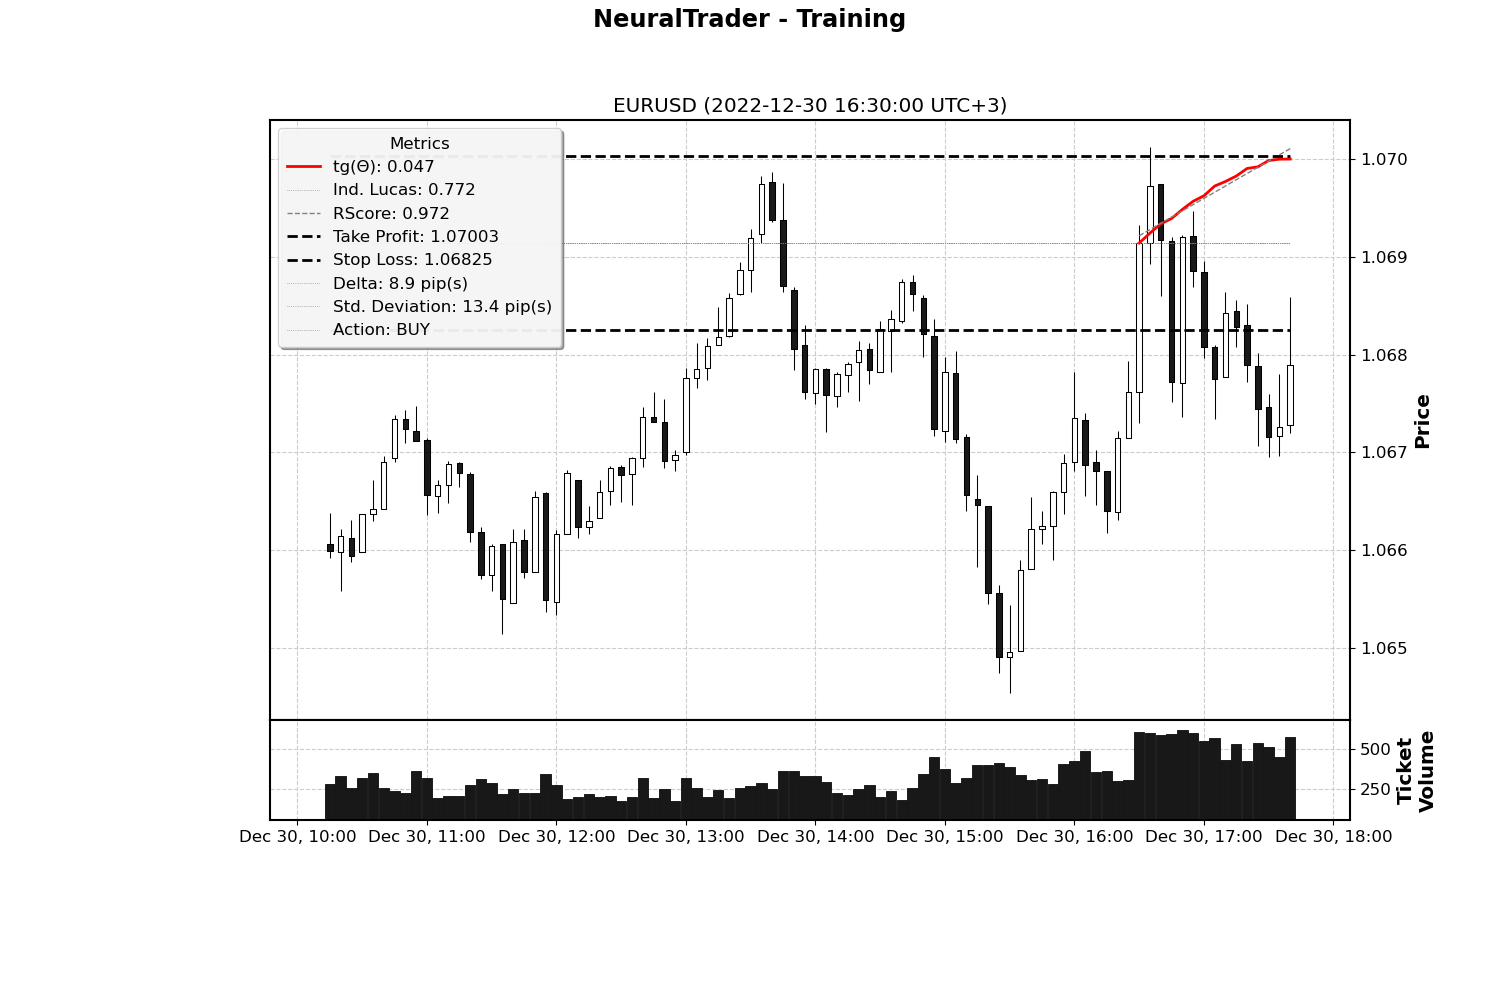 NeuralTrader - Training
EURUSD (2022-12-30 16:30:00 UTC+3)
Metrics
tg(Θ): 0.047
Ind. Lucas: 0.772
RScore: 0.972
Take Profit: 1.07003
Stop Loss: 1.06825
Delta: 8.9 pip(s)
Std. Deviation: 13.4 pip(s)
Action: BUY
1.070
1.069
1.068
1.067
1.066
1.065
Price
500
250
Ticket
Volume
Dec 30, 10:00 Dec 30, 11:00 Dec 30, 12:00 Dec 30, 13:00 Dec 30, 14:00 Dec 30, 15:00 Dec 30, 16:00 Dec 30, 17:00 Dec 30, 18:00